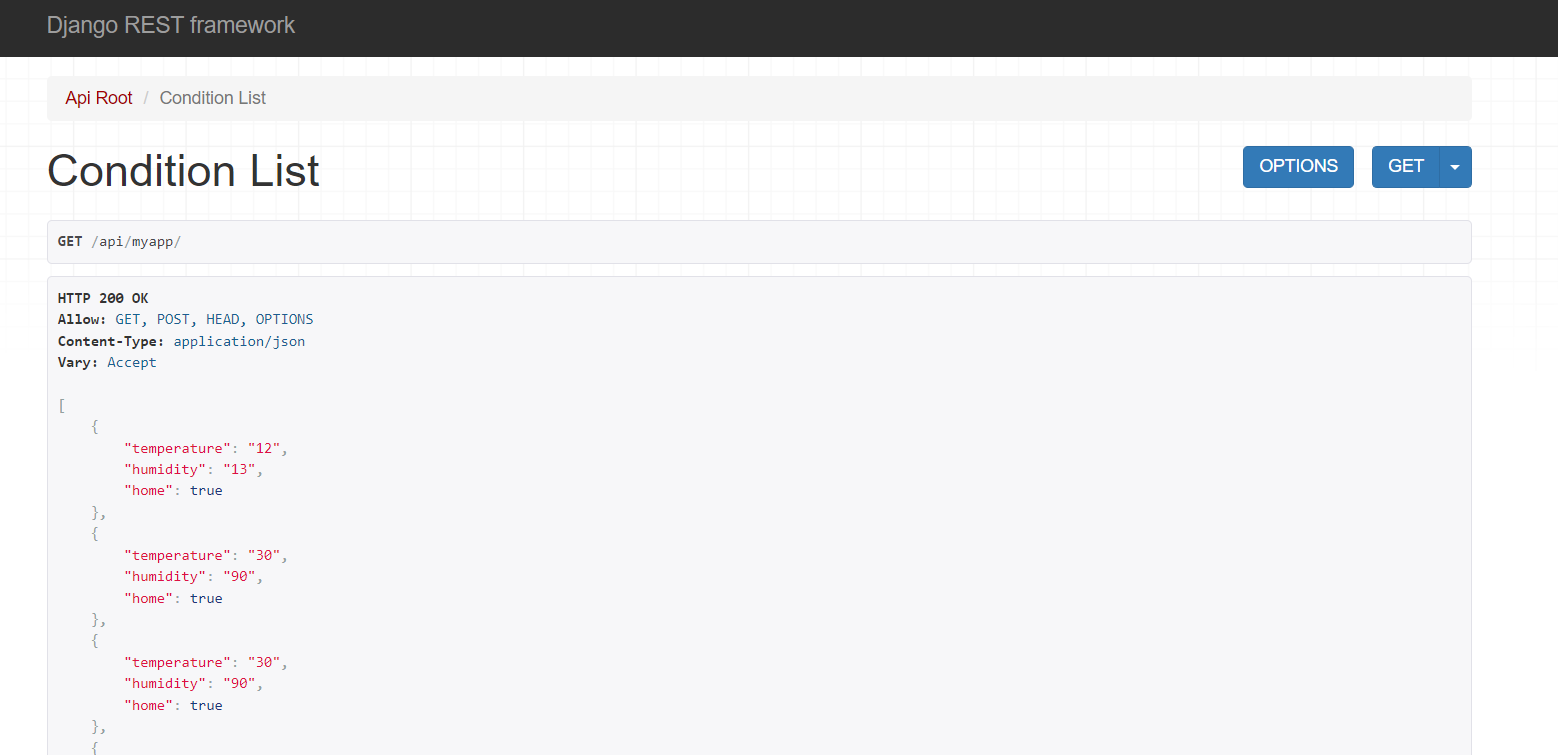 Django REST framework
Api Root / Condition List
Condition List
OPTIONS GET
GET /api/myapp/
HTTP 200 OK
Allow: GET, POST, HEAD, OPTIONS
Content-Type: application/json
Vary: Accept
[
    {
        "temperature": "12",
        "humidity": "13",
        "home": true
    },
    {
        "temperature": "30",
        "humidity": "90",
        "home": true
    },
    {
        "temperature": "30",
        "humidity": "90",
        "home": true
    },
    {